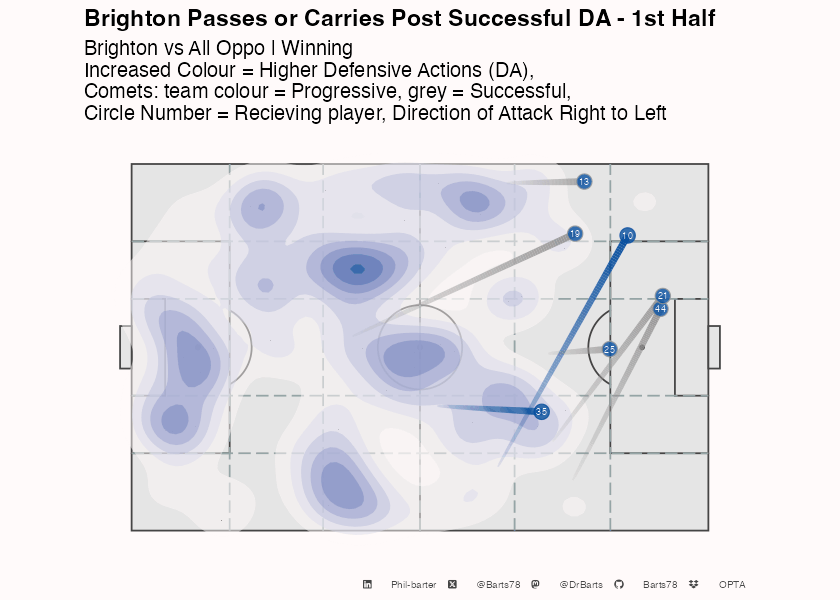 Brighton Passes or Carries Post Successful DA - 1st Half
Brighton vs All Oppo | Winning
Increased Colour = Higher Defensive Actions (DA),
Comets: team colour = Progressive, grey = Successful,
Circle Number = Recieving player, Direction of Attack Right to Left
13
19
10
21
44
25
35
Phil-barter @Barts78 @DrBarts Barts78 OPTA